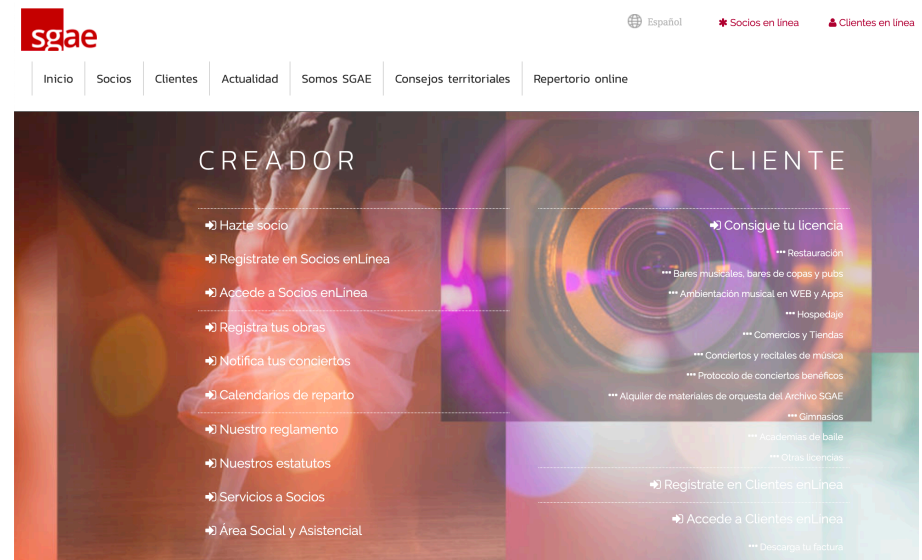 sgae
Español
Socios en línea
Clientes en línea
Inicio
Socios
Clientes
Actualidad
Somos SGAE
Consejos territoriales
Repertorio online
CREADOR
Hazte socio
Regístrate en Socios enLínea
Accede a Socios enLínea
Registra tus obras
Notifica tus conciertos
Calendarios de reparto
Nuestro reglamento
Nuestros estatutos
Servicios a Socios
Área Social y Asistencial
CLIENTE
Consigue tu licencia
Restauración
Bares musicales, bares de copas y pubs
Ambientación musical en WEB y Apps
Hospedaje
Comercios y Tiendas
Conciertos y recitales de música
Protocolo de conciertos benéficos
Alquiler de materiales de orquesta del Archivo SGAE
Gimnasios
Academias de baile
Otras licencias
Regístrate en Clientes enLínea
Accede a Clientes enLínea
Descarga tu factura